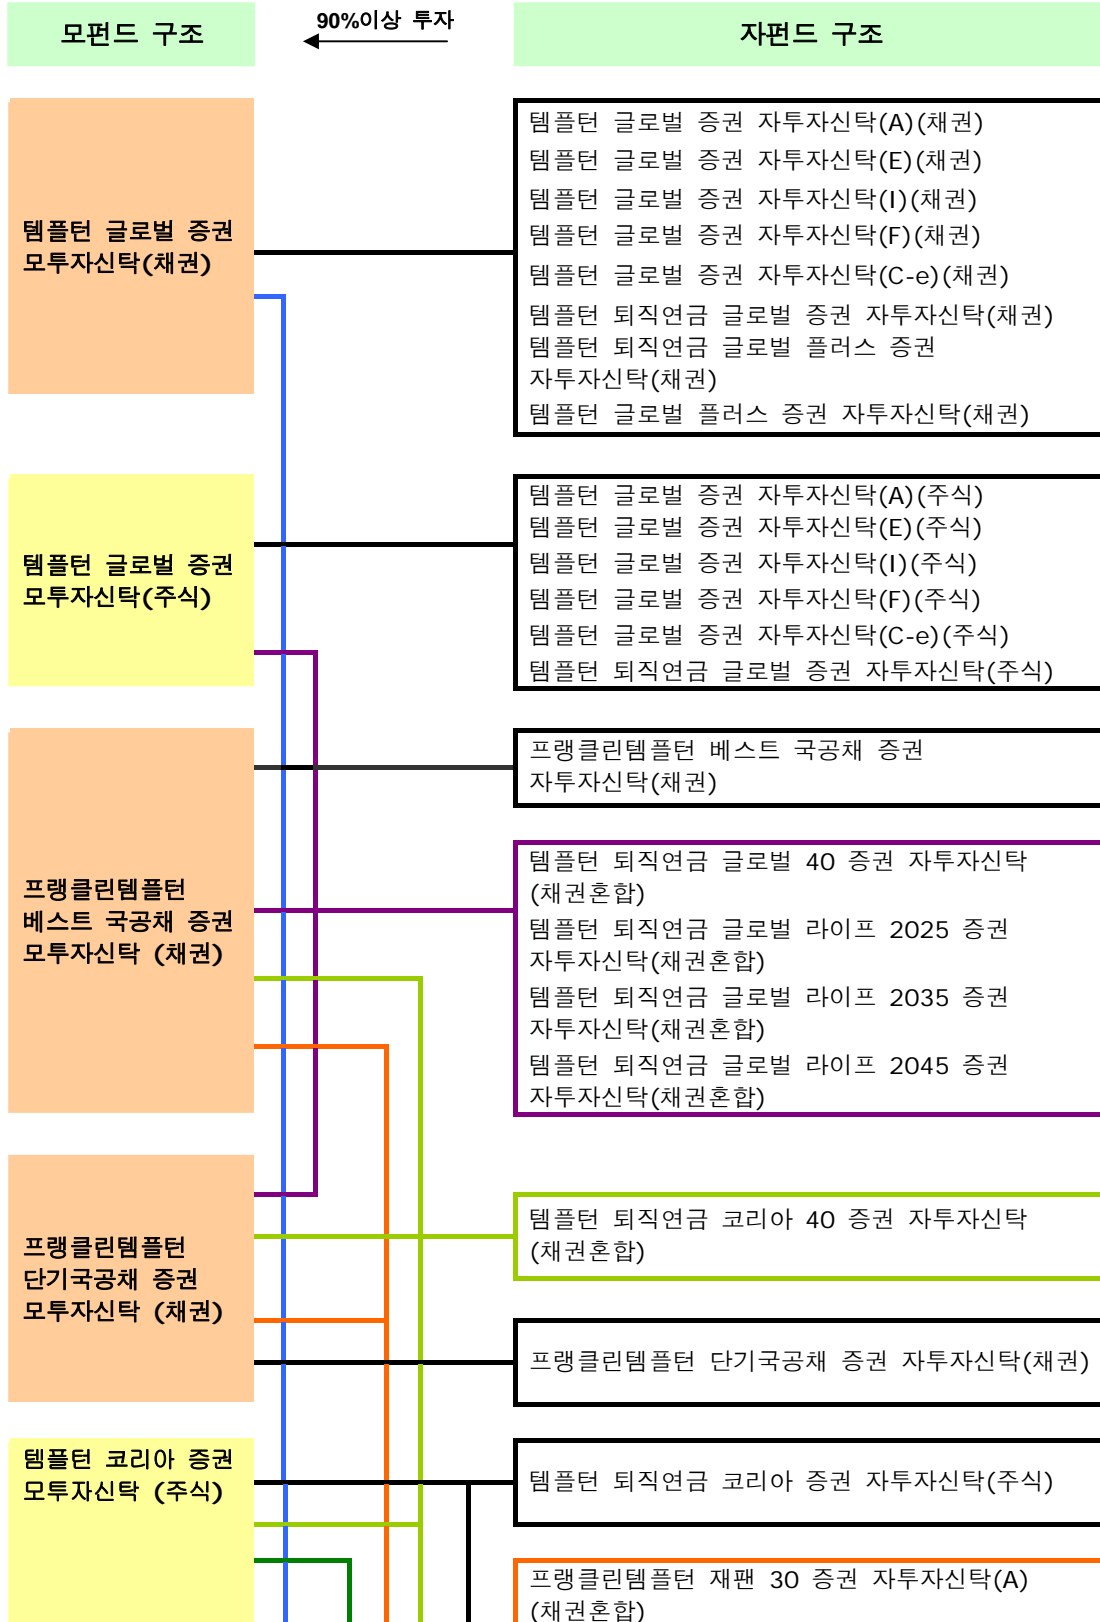 모펀드 구조
90%이상 투자
자펀드 구조
템플턴 글로벌 증권
모투자신탁(채권)
템플턴 글로벌 증권 자투자신탁(A)(채권)
템플턴 글로벌 증권 자투자신탁(E)(채권)
템플턴 글로벌 증권 자투자신탁(I)(채권)
템플턴 글로벌 증권 자투자신탁(F)(채권)
템플턴 글로벌 증권 자투자신탁(C-e)(채권)
템플턴 퇴직연금 글로벌 증권 자투자신탁(채권)
템플턴 퇴직연금 글로벌 플러스 증권
자투자신탁(채권)
템플턴 글로벌 플러스 증권 자투자신탁(채권)
템플턴 글로벌 증권
모투자신탁(주식)
템플턴 글로벌 증권 자투자신탁(A)(주식)
템플턴 글로벌 증권 자투자신탁(E)(주식)
템플턴 글로벌 증권 자투자신탁(I)(주식)
템플턴 글로벌 증권 자투자신탁(F)(주식)
템플턴 글로벌 증권 자투자신탁(C-e)(주식)
템플턴 퇴직연금 글로벌 증권 자투자신탁(주식)
프랭클린템플턴
베스트 국공채 증권
모투자신탁 (채권)
프랭클린템플턴 베스트 국공채 증권
자투자신탁(채권)
템플턴 퇴직연금 글로벌 40 증권 자투자신탁
(채권혼합)
템플턴 퇴직연금 글로벌 라이프 2025 증권
자투자신탁(채권혼합)
템플턴 퇴직연금 글로벌 라이프 2035 증권
자투자신탁(채권혼합)
템플턴 퇴직연금 글로벌 라이프 2045 증권
자투자신탁(채권혼합)
프랭클린템플턴
단기국공채 증권
모투자신탁 (채권)
템플턴 퇴직연금 코리아 40 증권 자투자신탁
(채권혼합)
프랭클린템플턴 단기국공채 증권 자투자신탁(채권)
템플턴 코리아 증권
모투자신탁 (주식)
템플턴 퇴직연금 코리아 증권 자투자신탁(주식)
프랭클린템플턴 재팬 30 증권 자투자신탁(A)
(채권혼합)